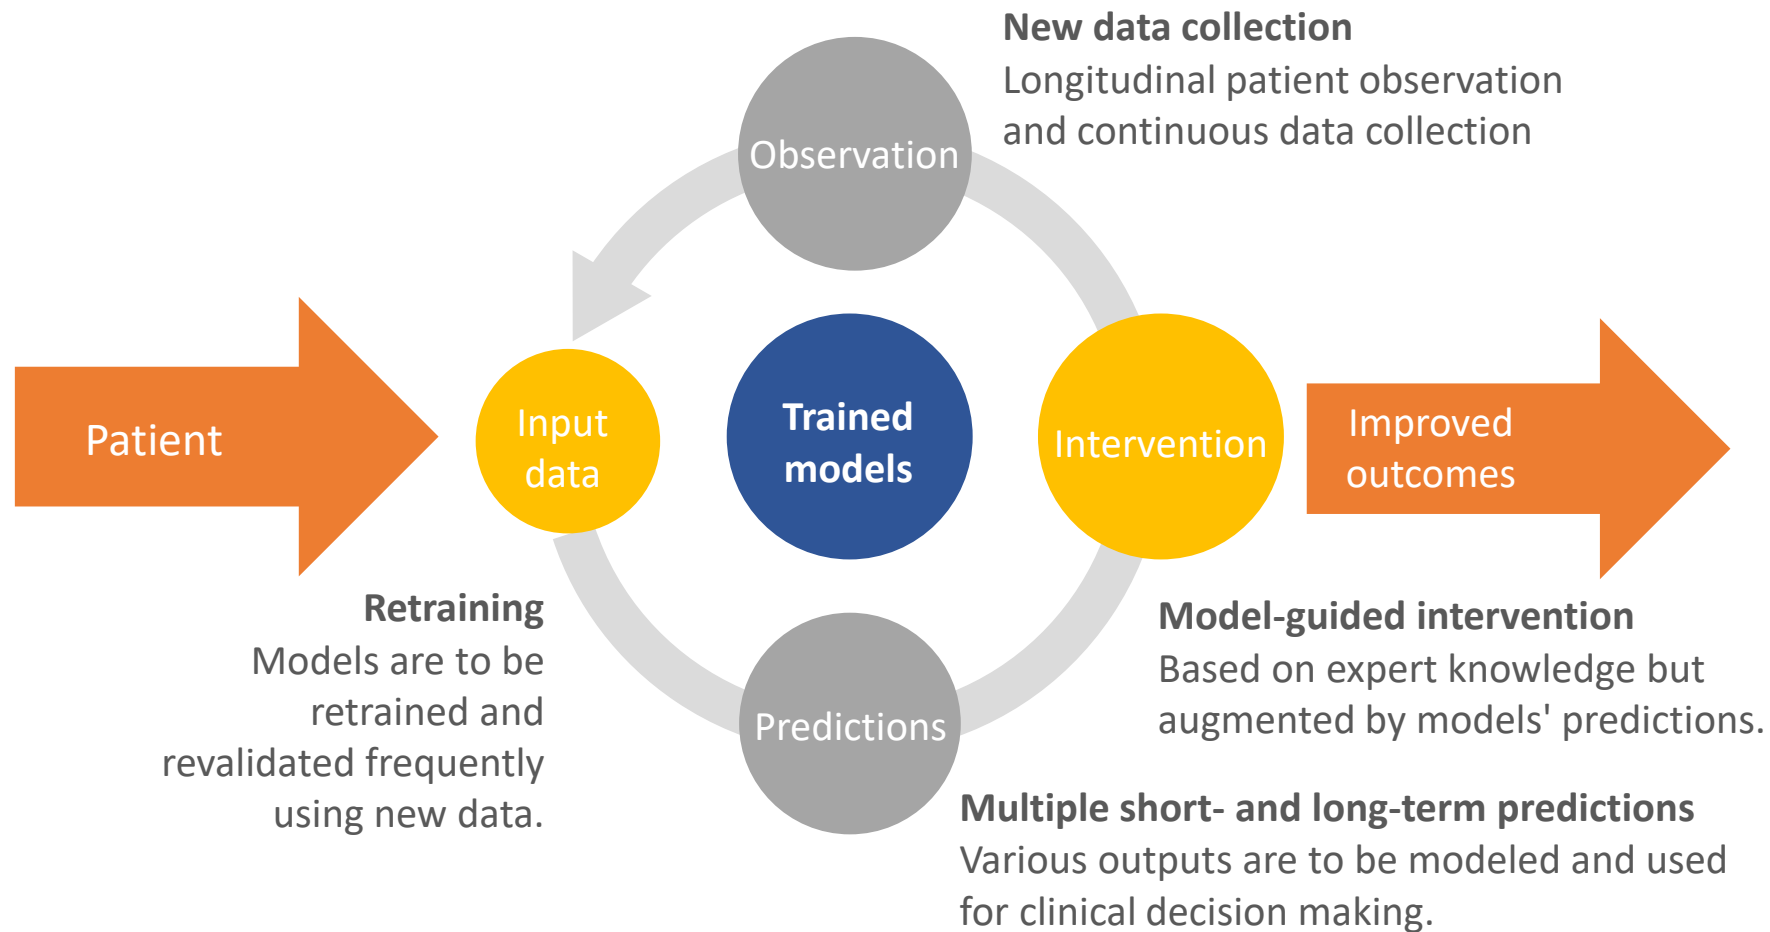 New data collection
Longitudinal patient observation
and continuous data collection
Observation
Patient
Input
data
Trained
models
Intervention
Improved
outcomes
Retraining
Models are to be
retrained and
revalidated frequently
using new data.
Predictions
Model-guided intervention
Based on expert knowledge but
augmented by models' predictions.
Multiple short- and long-term predictions
Various outputs are to be modeled and used
for clinical decision making.